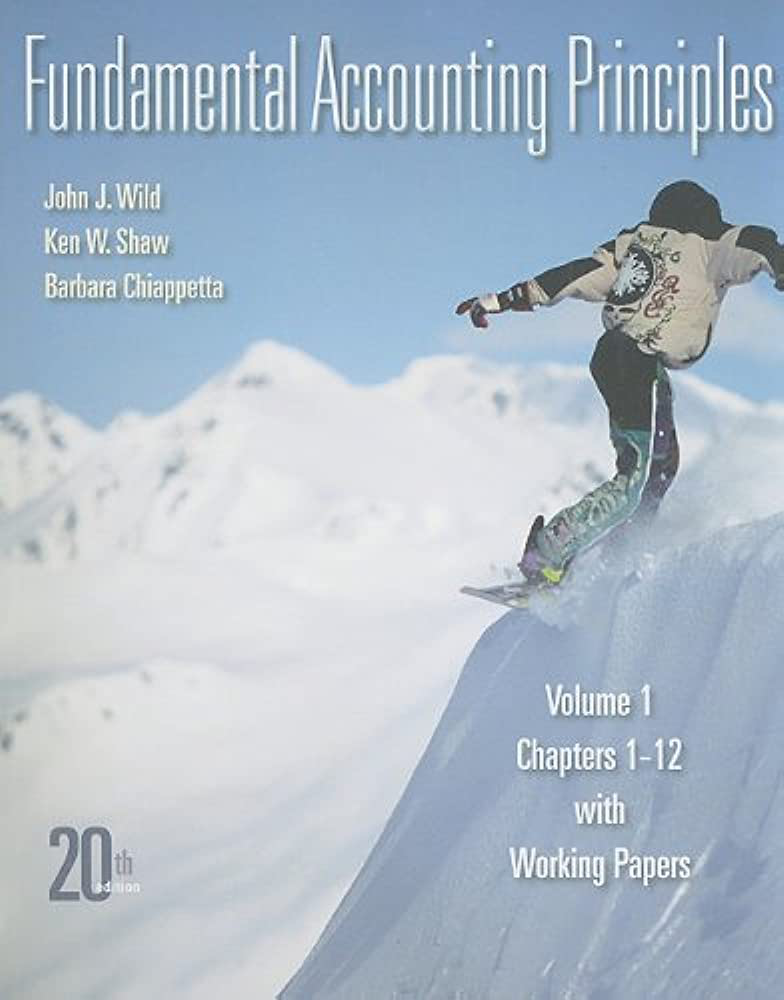 Fundamental Accounting Principles
John J. Wild
Ken W. Shaw
Barbara Chiappetta
Volume 1
Chapters 1-12
with
Working Papers
20th
edition